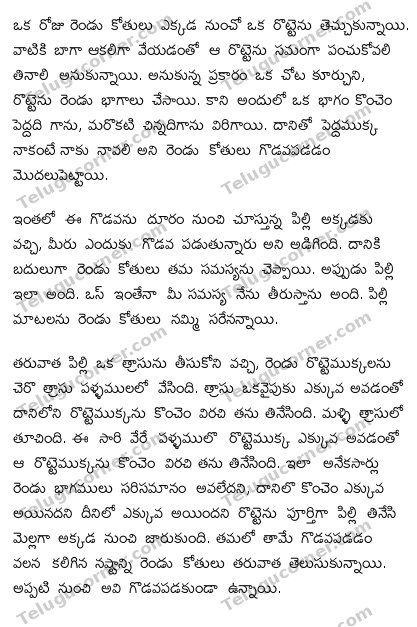 ఒక రోజు రెండు కోతులు ఎక్కడ నుంచో ఒక రొట్టెను తెచ్చుకున్నాయి.
వాటికి బాగా ఆకలిగా వేయడంతో ఆ రొట్టెను సమంగా పంచుకోవలి
తినాలి అనుకున్నాయి. అనుకున్న ప్రకారం ఒక చోట కూర్చుని,
రొట్టెను రెండు భాగాలు చేసాయి. కాని అందులో ఒక భాగం కొంచెం
పెద్దది గాను, మరొకటి చిన్నదిగాను విరిగాయి. దానితో పెద్దముక్క
నాకంటే నాకు నావలి అని రెండు కోతులు గొడవపడడం
మొదలుపెట్టాయి.
ఇంతలో ఈ గొడవను దూరం నుంచి చూస్తున్న పిల్లి అక్కడకు
వచ్చి, మీరు ఎందుకు గొడవ పడుతున్నారు అని అడిగింది. దానికి
బదులుగా రెండు కోతులు తమ సమస్యను చెప్పాయి. అప్పుడు పిల్లి
ఇలా అంది. ఓస్ ఇంతేనా మీ సమస్య నేను తీరుస్తాను అంది. పిల్లి
మాటలను రెండు కోతులు నమ్మి సరేనన్నాయి.
తరువాత పిల్లి ఒక త్రాసును తీసుకోని వచ్చి, రెండు రొట్టెముక్కలను
చెరొ త్రాసు పళ్ళములలో వేసింది. త్రాసు ఒకవైపుకు ఎక్కువ అవడంతో
దానిలోని రొట్టెముక్కను కొంచెం విరచి తను తినేసింది. మళ్ళి త్రాసులో
తూచింది. ఈ సారి వేరే పళ్ళములొ రొట్టెముక్క ఎక్కువ అవడంతో
ఆ రొట్టెముక్కను కొంచెం విరచి తను తినేసింది. ఇలా అనేకసార్లు
రెండు భాగములు సరిసమానం అవలేదని, దానిలొ కొంచెం ఎక్కువ
అయినదని దీనిలో ఎక్కువ అయిందని రొట్టెను పూర్తిగా పిల్లి తినేసి
మెల్లగా అక్కడ నుంచి జారుకుంది. తమలో తామే గొడవపడడం
వలన కలిగిన నష్టాన్ని రెండు కోతులు తరువాత తెలుసుకున్నాయి.
అప్పటి నుంచి అవి గొడవపడకుండా ఉన్నాయి.
Telugucorner.com